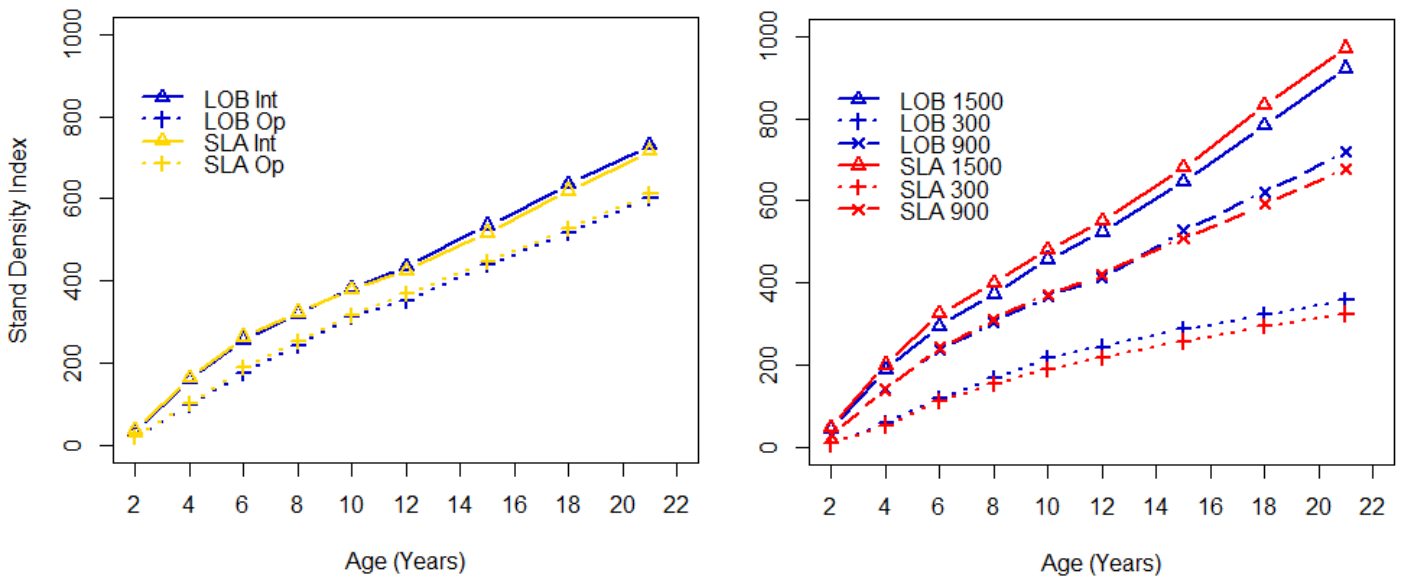 Stand Density Index
1000
800
600
400
200
0
LOB Int
LOB Op
SLA Int
SLA Op
2 4 6 8 10 12 14 16 18 20 22
Age (Years)
1000
800
600
400
200
0
LOB 1500
LOB 300
LOB 900
SLA 1500
SLA 300
SLA 900
2 4 6 8 10 12 14 16 18 20 22
Age (Years)